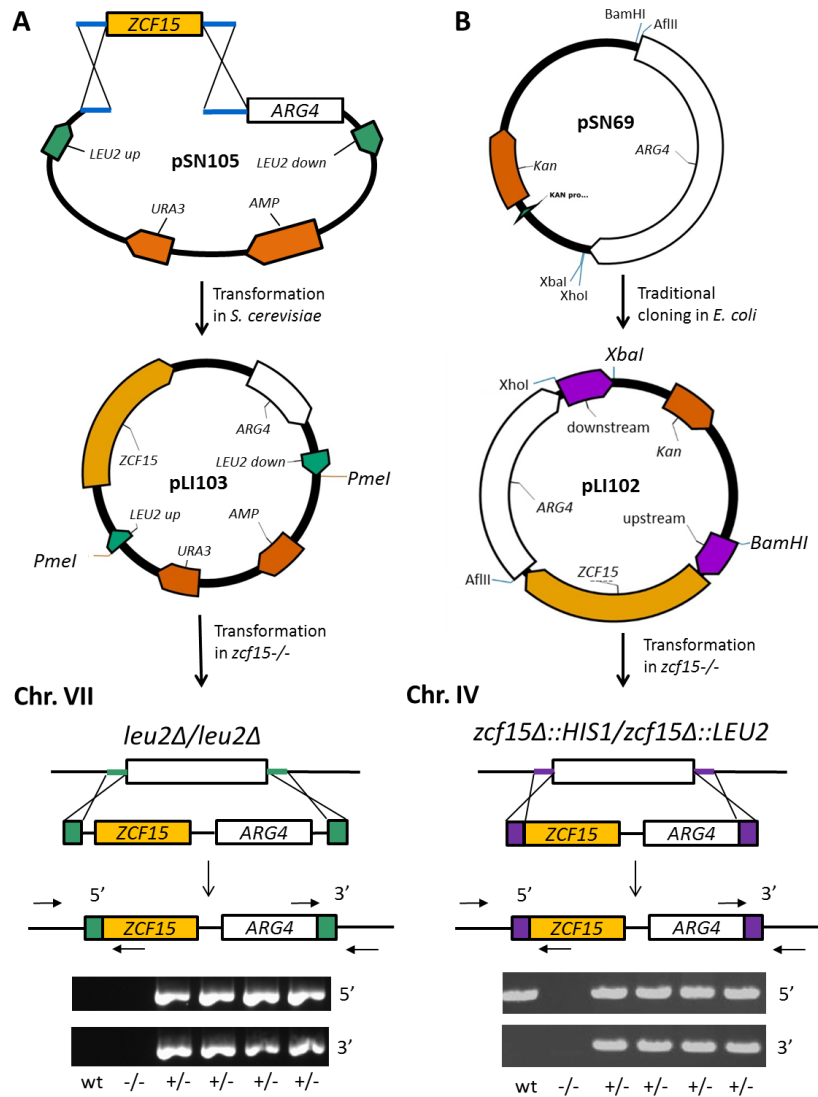 A
ZCF15
ARG4
LEU2 up
pSN105
LEU2 down
URA3
AMP
Transformation
in S. cerevisiae
ARG4
ZCF15
LEU2 down
pLI103
PmeI
LEU2 up
AMP
URA3
PmeI
Transformation
in zcf15-/-
Chr. VII
leu2Δ/leu2Δ
ZCF15
ARG4
5’
3’
ZCF15
ARG4
5’
3’
wt
-/-
+/-
+/-
+/-
+/-
B
BamHI
AflII
pSN69
Kan
ARG4
KAN pro...
XbaI
XhoI
Traditional
cloning in E. coli
XbaI
XhoI
downstream
Kan
pLI102
ARG4
upstream
BamHI
ZCF15
AflII
Transformation
in zcf15-/-
Chr. IV
zcf15Δ::HIS1/zcf15Δ::LEU2
ZCF15
ARG4
5’
3’
ZCF15
ARG4
5’
3’
wt
-/-
+/-
+/-
+/-
+/-